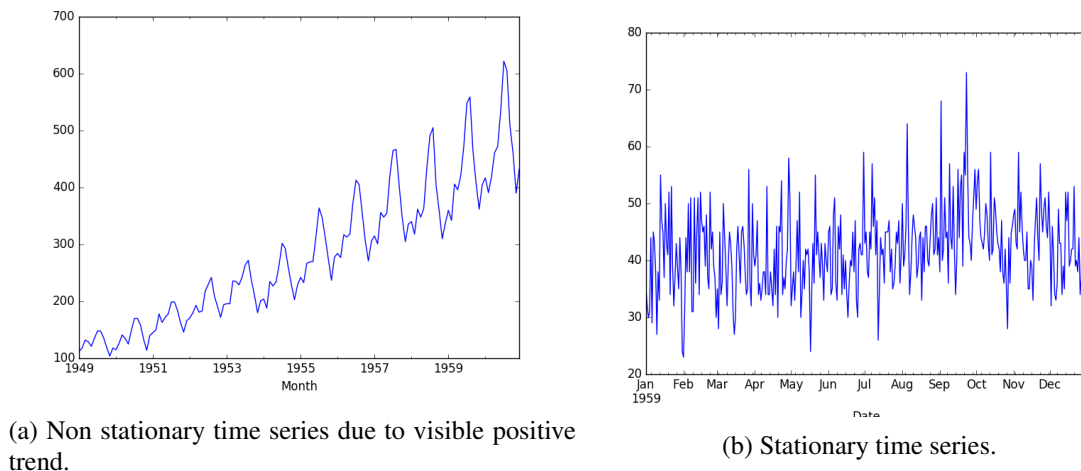 700
600
500
400
300
200
100
1949
1951
1953
1955
1957
1959
Month
(a) Non stationary time series due to visible positive
trend.
80
70
60
50
40
30
20
Jan
1959
Feb
Mar
Apr
May
Jun
Jul
Aug
Sep
Oct
Nov
Dec
Date
(b) Stationary time series.